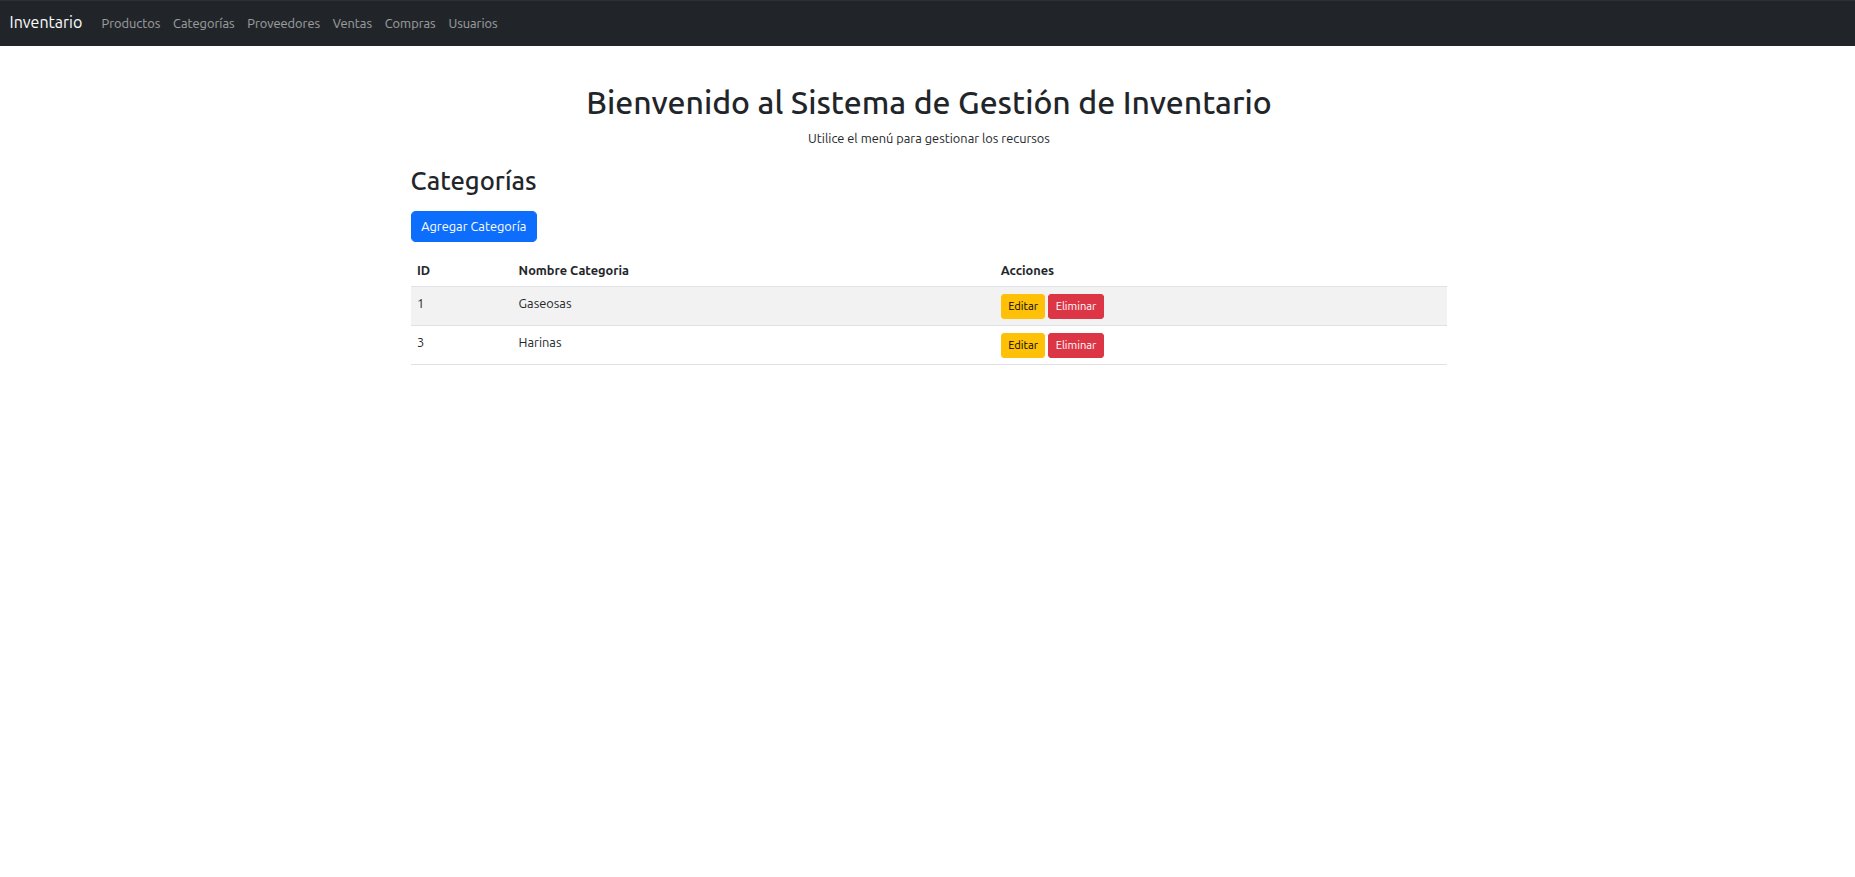 Inventario Productos Categorías Proveedores Ventas Compras Usuarios
Bienvenido al Sistema de Gestión de Inventario
Utilice el menú para gestionar los recursos
Categorías
Agregar Categoría
ID Nombre Categoria Acciones
1 Gaseosas Editar Eliminar
3 Harinas Editar Eliminar